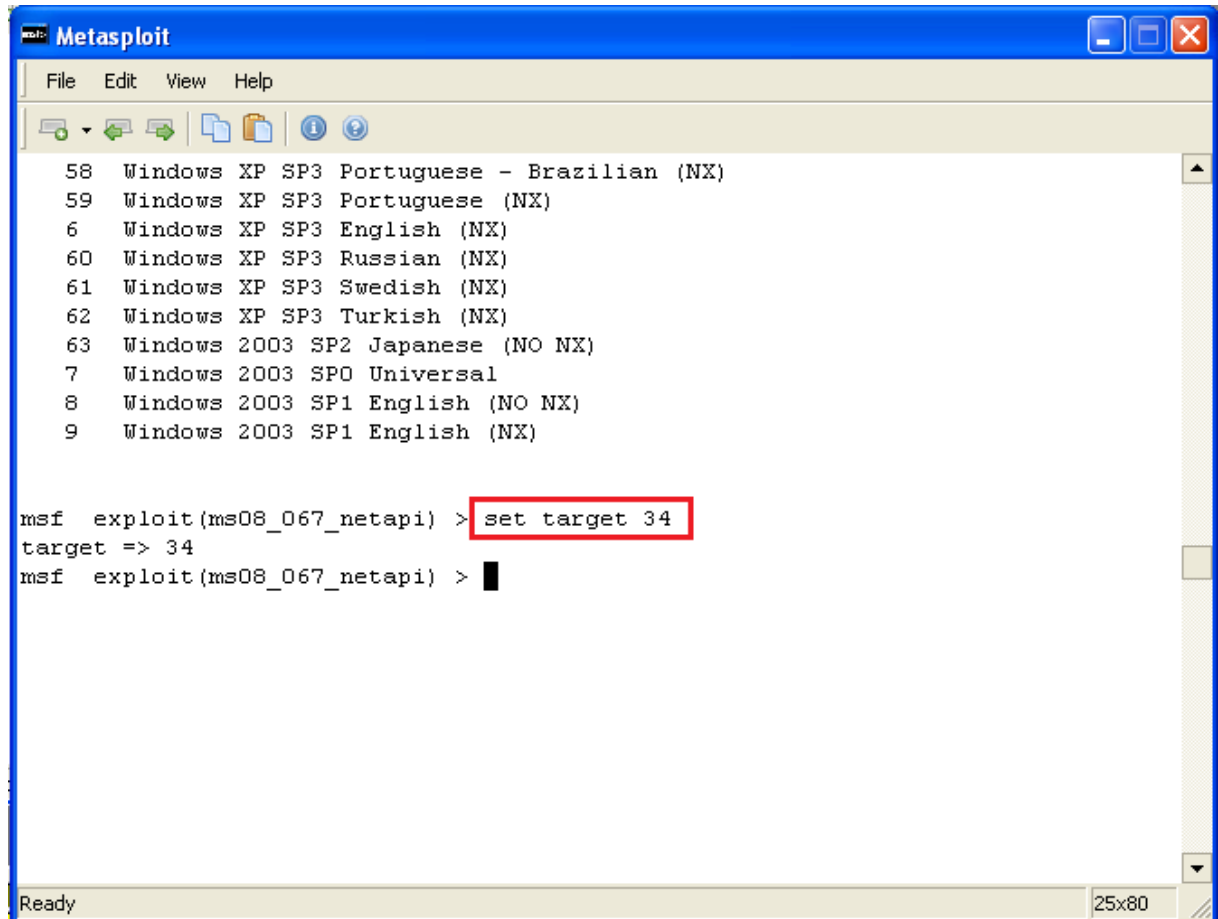 Metasploit
File Edit View Help
58 Windows XP SP3 Portuguese - Brazilian (NX)
59 Windows XP SP3 Portuguese (NX)
6 Windows XP SP3 English (NX)
60 Windows XP SP3 Russian (NX)
61 Windows XP SP3 Swedish (NX)
62 Windows XP SP3 Turkish (NX)
63 Windows 2003 SP2 Japanese (NO NX)
7 Windows 2003 SP0 Universal
8 Windows 2003 SP1 English (NO NX)
9 Windows 2003 SP1 English (NX)
msf exploit(ms08_067_netapi) > set target 34
target => 34
msf exploit(ms08_067_netapi) >
Ready 25x80